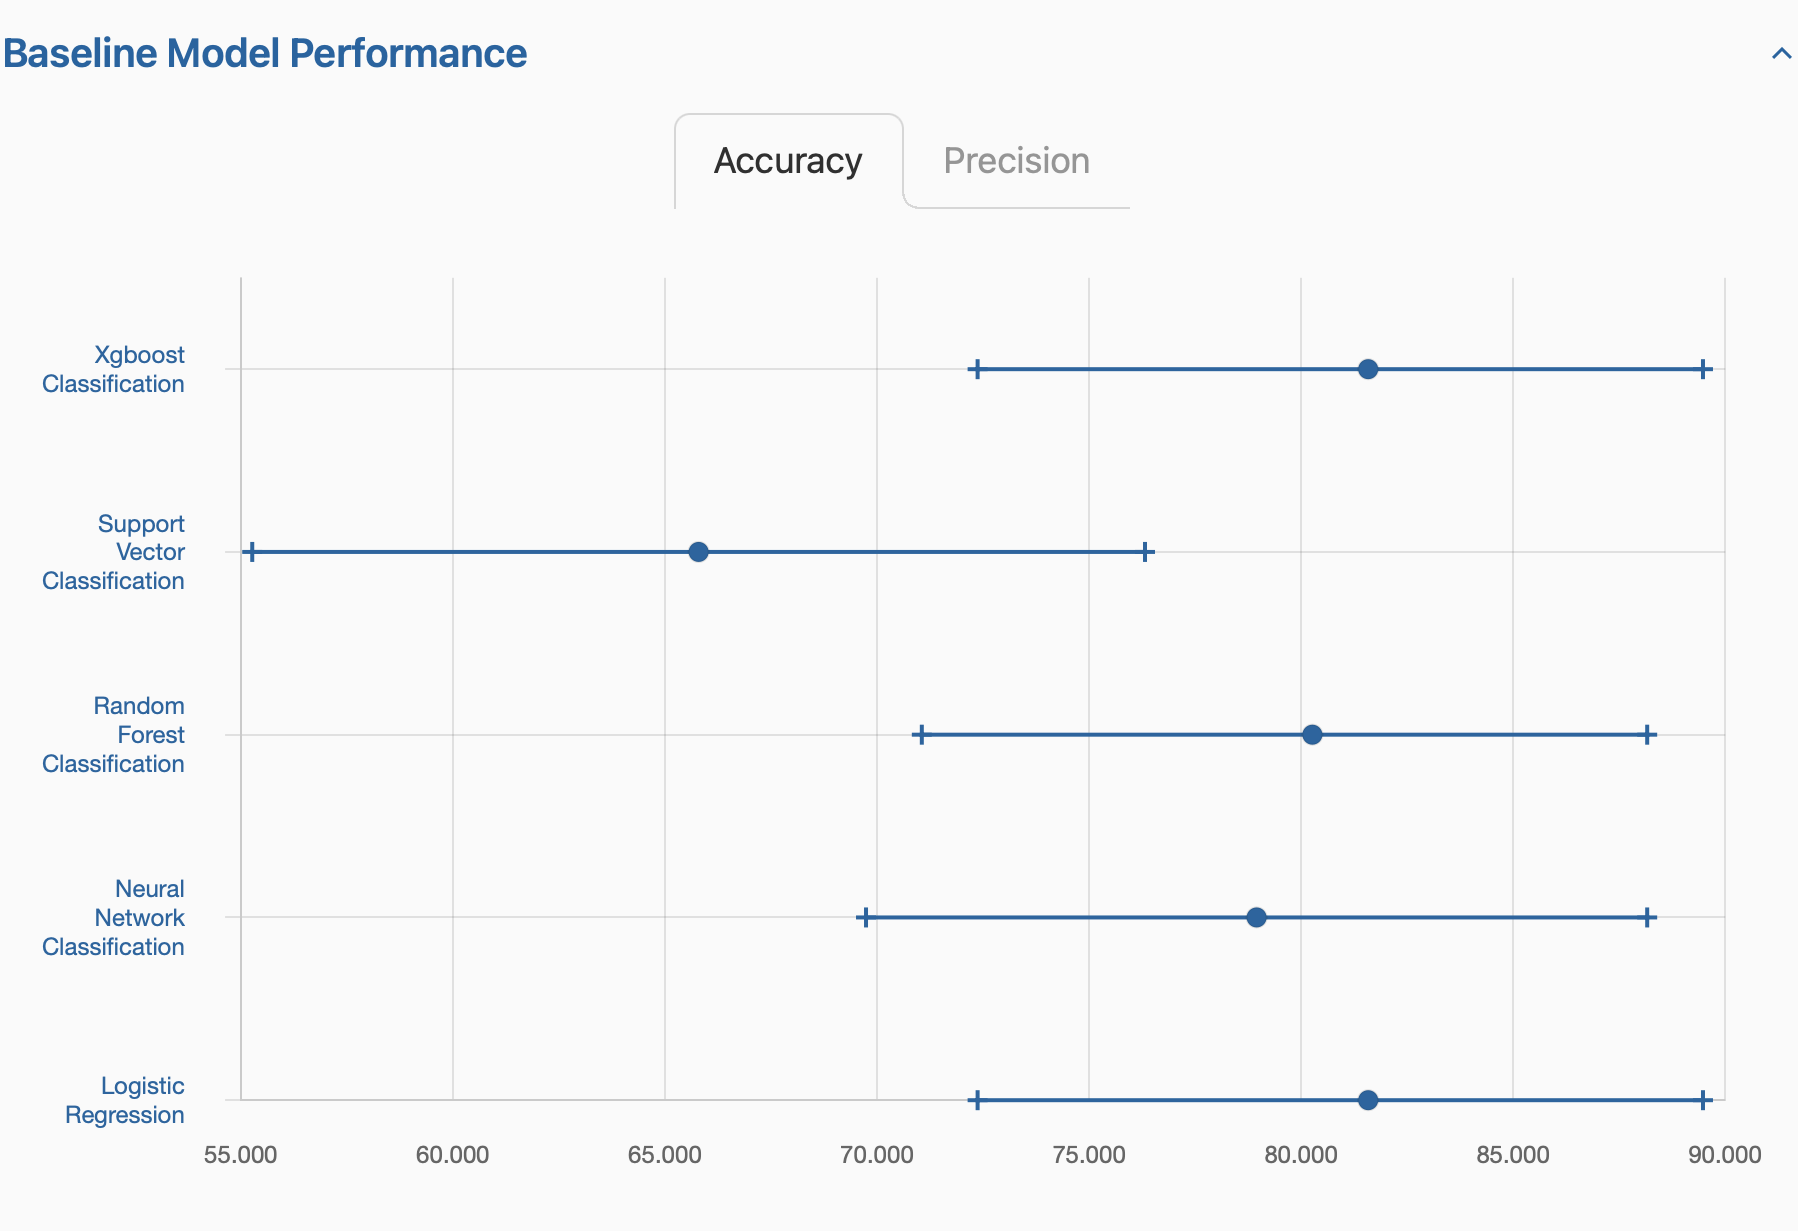 Baseline Model Performance
Accuracy
Precision
Xgboost
Classification
Support
Vector
Classification
Random
Forest
Classification
Neural
Network
Classification
Logistic
Regression
55.000
60.000
65.000
70.000
75.000
80.000
85.000
90.000